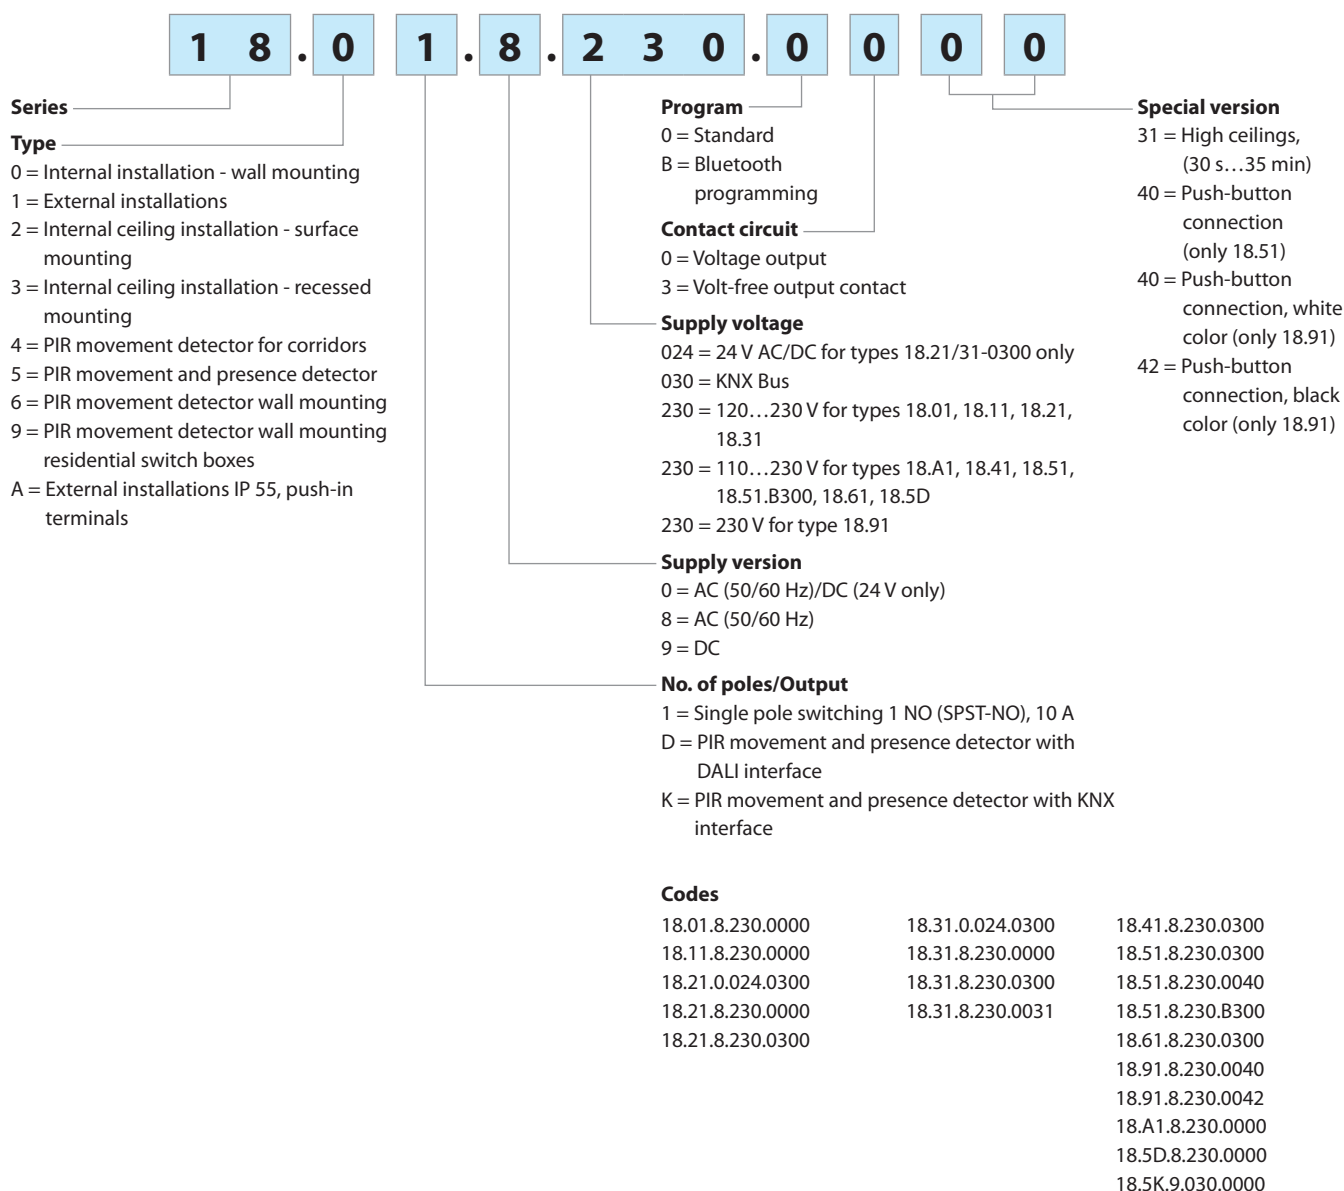 18.01.8.230.0000
Series
Type
0 = Internal installation - wall mounting
1 = External installations
2 = Internal ceiling installation - surface
mounting
3 = Internal ceiling installation - recessed
mounting
4 = PIR movement detector for corridors
5 = PIR movement and presence detector
6 = PIR movement detector wall mounting
9 = PIR movement detector wall mounting
residential switch boxes
A = External installations IP 55, push-in
terminals
Program
0 = Standard
B = Bluetooth
programming
Contact circuit
0 = Voltage output
3 = Volt-free output contact
Supply voltage
024 = 24 V AC/DC for types 18.21/31-0300 only
030 = KNX Bus
230 = 120…230 V for types 18.01, 18.11, 18.21,
18.31
230 = 110…230 V for types 18.A1, 18.41, 18.51,
18.51.B300, 18.61, 18.5D
230 = 230 V for type 18.91
Supply version
0 = AC (50/60 Hz)/DC (24 V only)
8 = AC (50/60 Hz)
9 = DC
No. of poles/Output
1 = Single pole switching 1 NO (SPST-NO), 10 A
D = PIR movement and presence detector with
DALI interface
K = PIR movement and presence detector with KNX
interface
Special version
31 = High ceilings,
(30 s…35 min)
40 = Push-button
connection
(only 18.51)
40 = Push-button
connection, white
color (only 18.91)
42 = Push-button
connection, black
color (only 18.91)
Codes
18.01.8.230.0000
18.11.8.230.0000
18.21.0.024.0300
18.21.8.230.0000
18.21.8.230.0300
18.31.0.024.0300
18.31.8.230.0000
18.31.8.230.0300
18.31.8.230.0031
18.41.8.230.0300
18.51.8.230.0300
18.51.8.230.0040
18.51.8.230.B300
18.61.8.230.0300
18.91.8.230.0040
18.91.8.230.0042
18.A1.8.230.0000
18.5D.8.230.0000
18.5K.9.030.0000